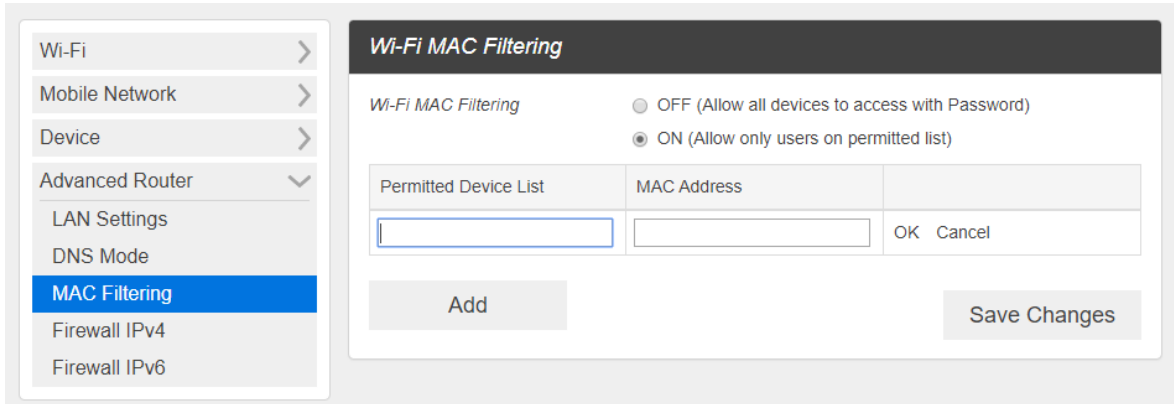 Wi-Fi
Mobile Network
Device
Advanced Router
LAN Settings
DNS Mode
MAC Filtering
Firewall IPv4
Firewall IPv6
Wi-Fi MAC Filtering
Wi-Fi MAC Filtering
OFF (Allow all devices to access with Password)
ON (Allow only users on permitted list)
Permitted Device List MAC Address
OK Cancel
Add
Save Changes